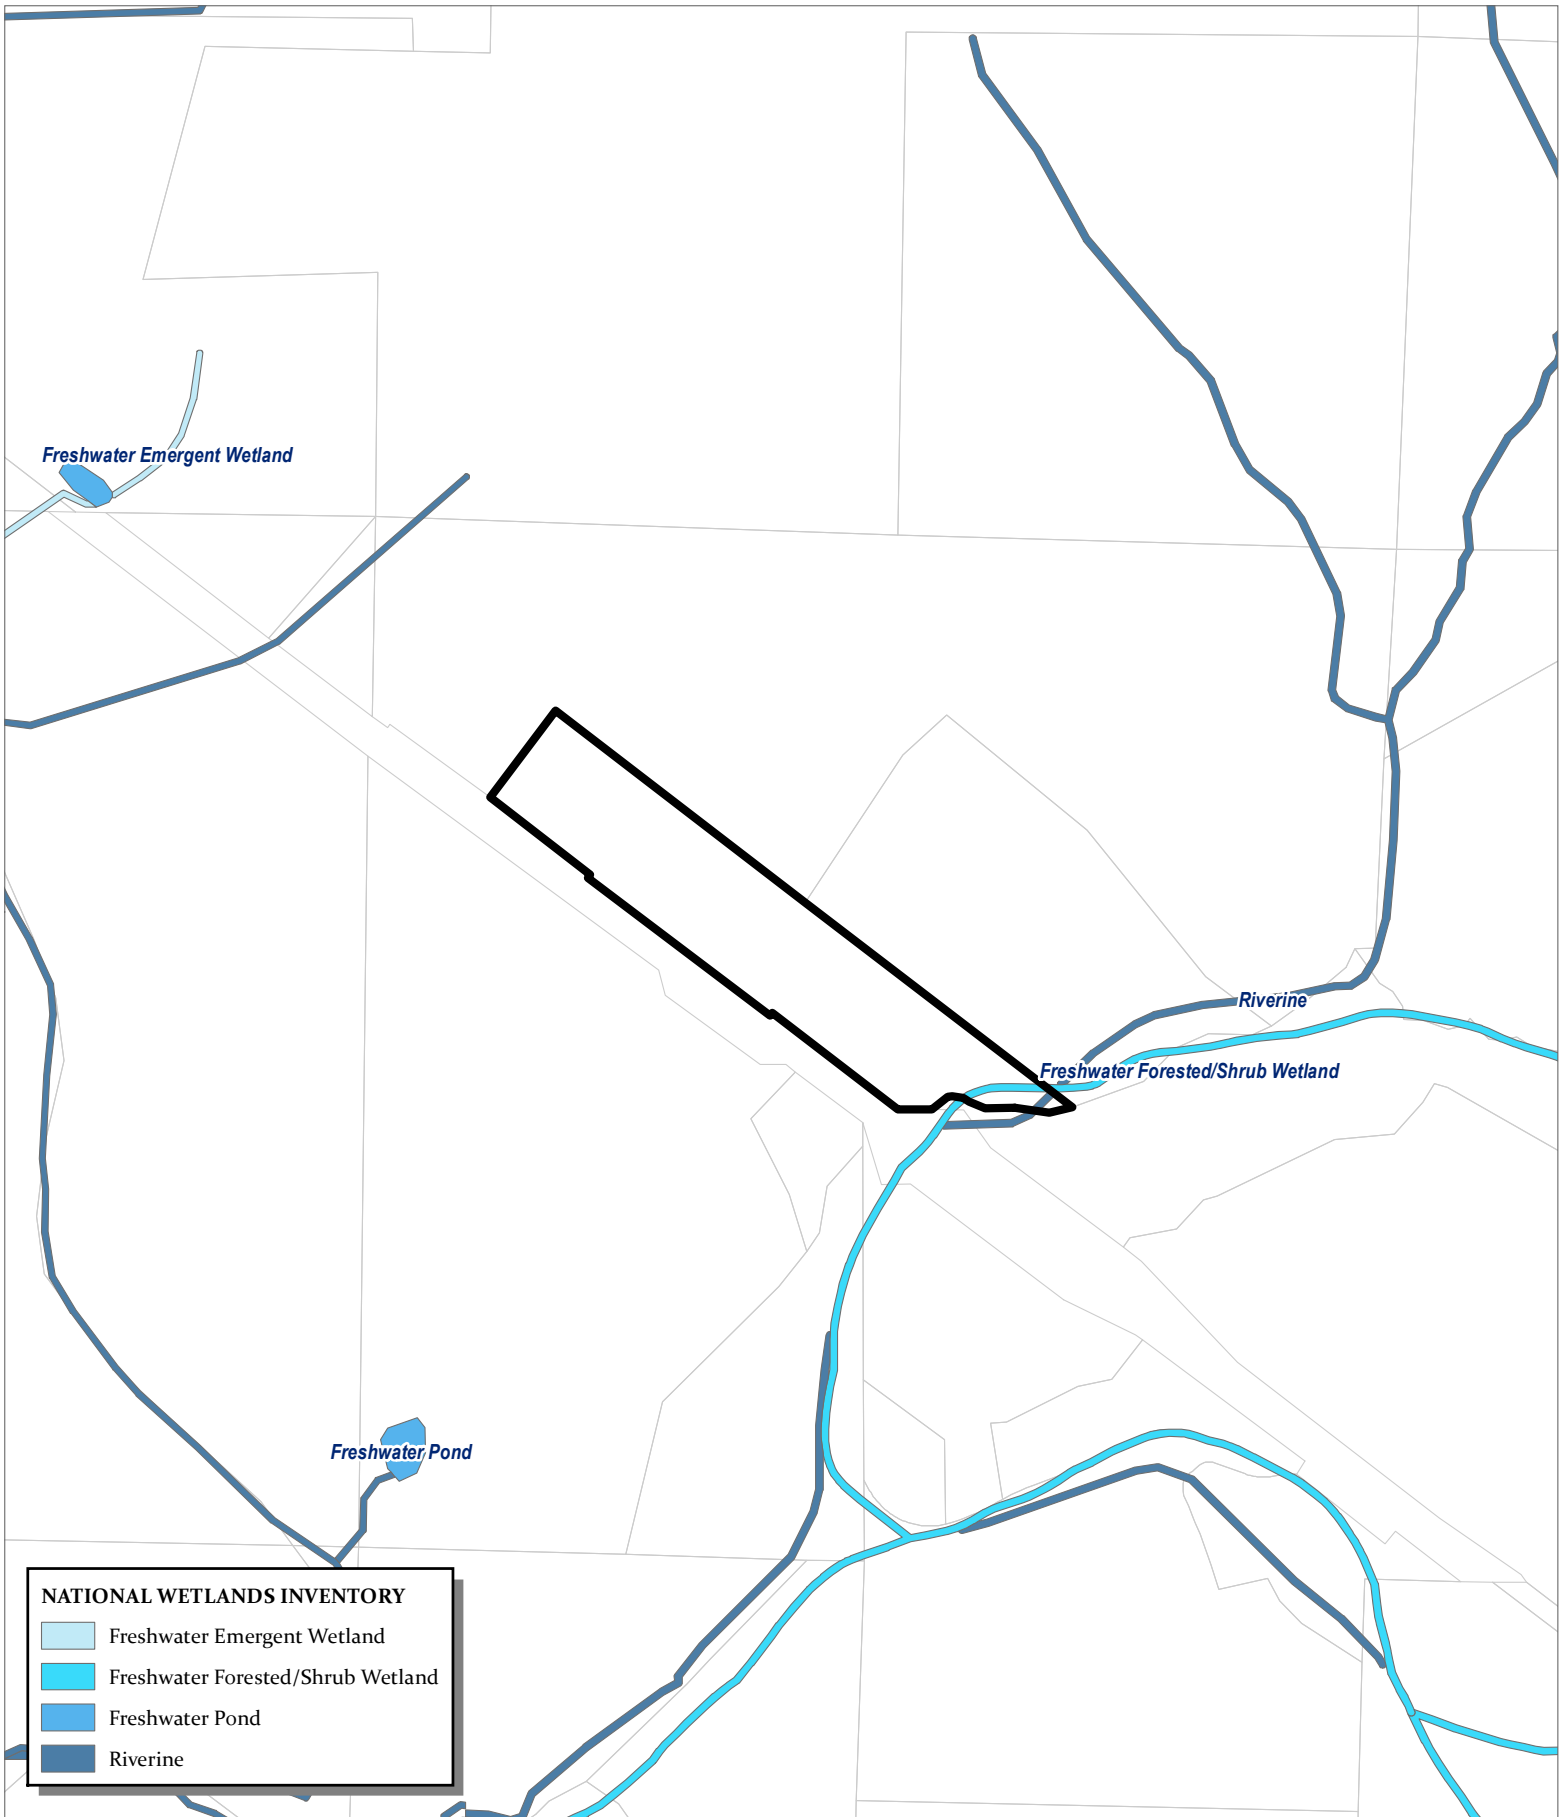 Freshwater Emergent Wetland
Riverine
Freshwater Forested/Shrub Wetland
Freshwater Pond
NATIONAL WETLANDS INVENTORY
Freshwater Emergent Wetland
Freshwater Forested/Shrub Wetland
Freshwater Pond
Riverine